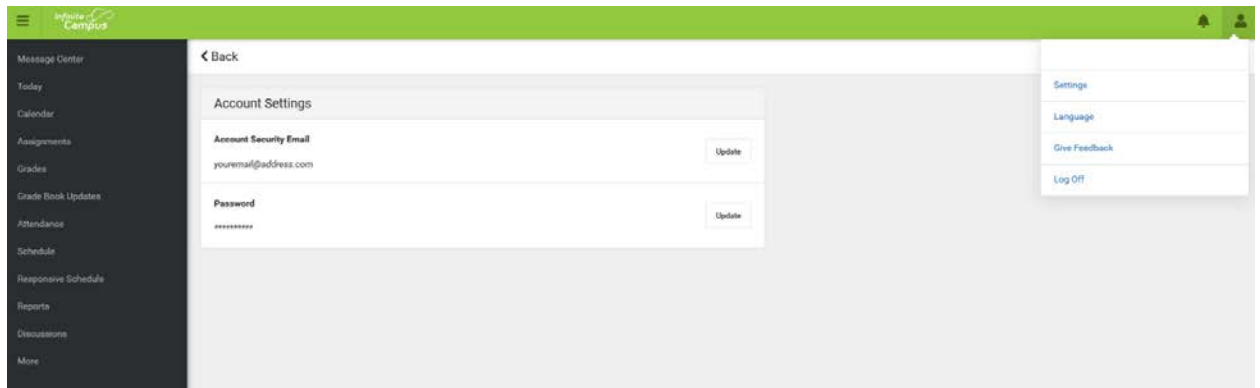 Infinite Campus
Message Center
Today
Calendar
Assignments
Grades
Grade Book Updates
Attendance
Schedule
Responsive Schedule
Reports
Discussions
More
Back
Account Settings
Account Security Email
youremail@address.com
Update
Password
**********
Update
Settings
Language
Give Feedback
Log Off